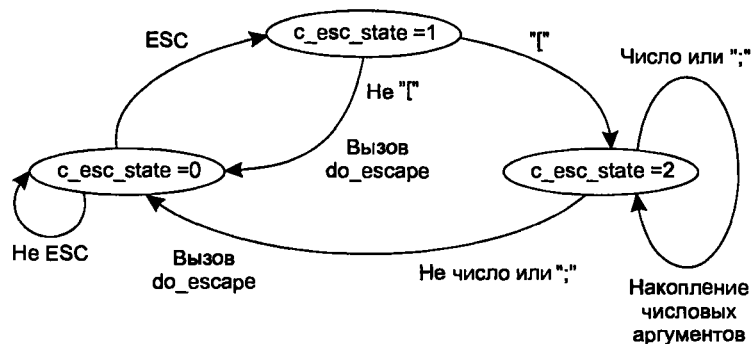 c_esc_state =1
ESC
"["
Число или ";"
Не "["
Вызов
do_escape
c_esc_state =0
c_esc_state =2
Не ESC
Вызов
do_escape
Не число или ";"
Накопление
числовых
аргументов